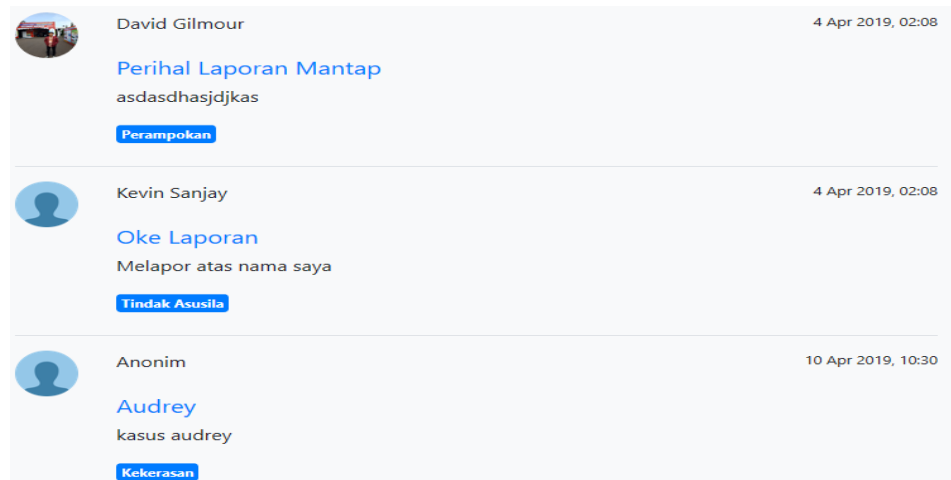 David Gilmour 4 Apr 2019, 02:08
Perihal Laporan Mantap
asdasdhasjdjkas
Perampokan
Kevin Sanjay 4 Apr 2019, 02:08
Oke Laporan
Melapor atas nama saya
Tindak Asusila
Anonim 10 Apr 2019, 10:30
Audrey
kasus audrey
Kekerasan